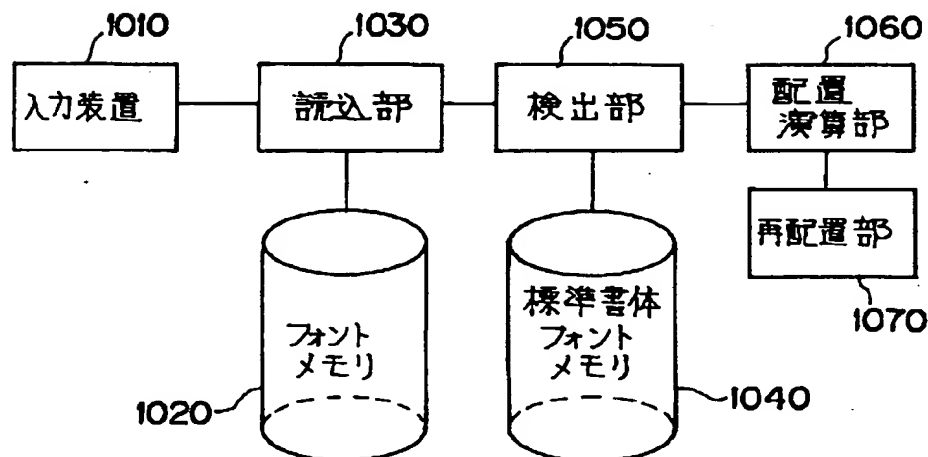 1010
1030
1050
1060
入力装置
読込部
検出部
配置
演算部
再配置部
1070
フォント
メモリ
1020
標準書体
フォント
メモリ
1040